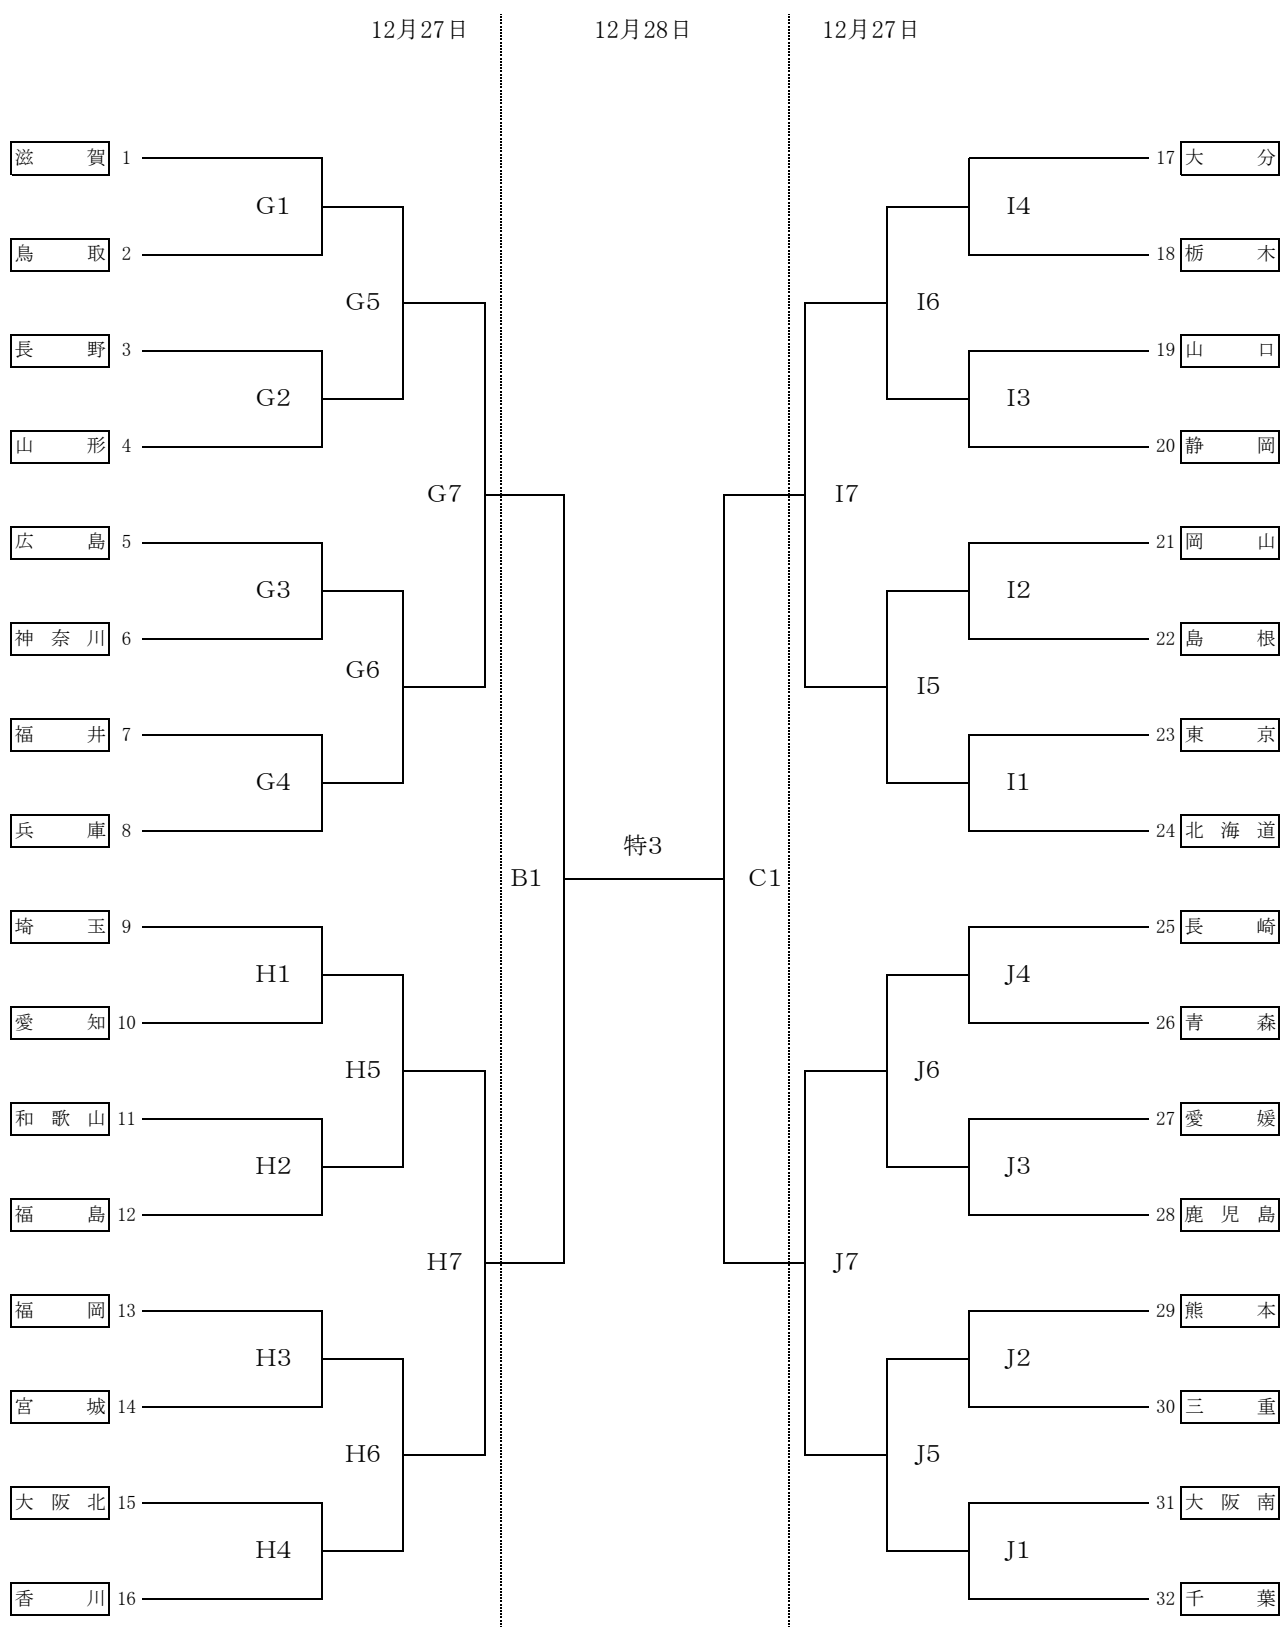 12月27日 12月28日 12月27日
滋賀 1 17 大分
G1 I4
鳥取 2 18 栃木
G5 I6
長野 3 19 山口
G2 I3
山形 4 20 静岡
G7 I7
広島 5 21 岡山
G3 I2
神奈川 6 22 島根
G6 I5
福井 7 23 東京
G4 I1
兵庫 8 24 北海道
特3
B1 C1
埼玉 9 25 長崎
H1 J4
愛知 10 26 青森
H5 J6
和歌山 11 27 愛媛
H2 J3
福島 12 28 鹿児島
H7 J7
福岡 13 29 熊本
H3 J2
宮城 14 30 三重
H6 J5
大阪北 15 31 大阪南
H4 J1
香川 16 32 千葉